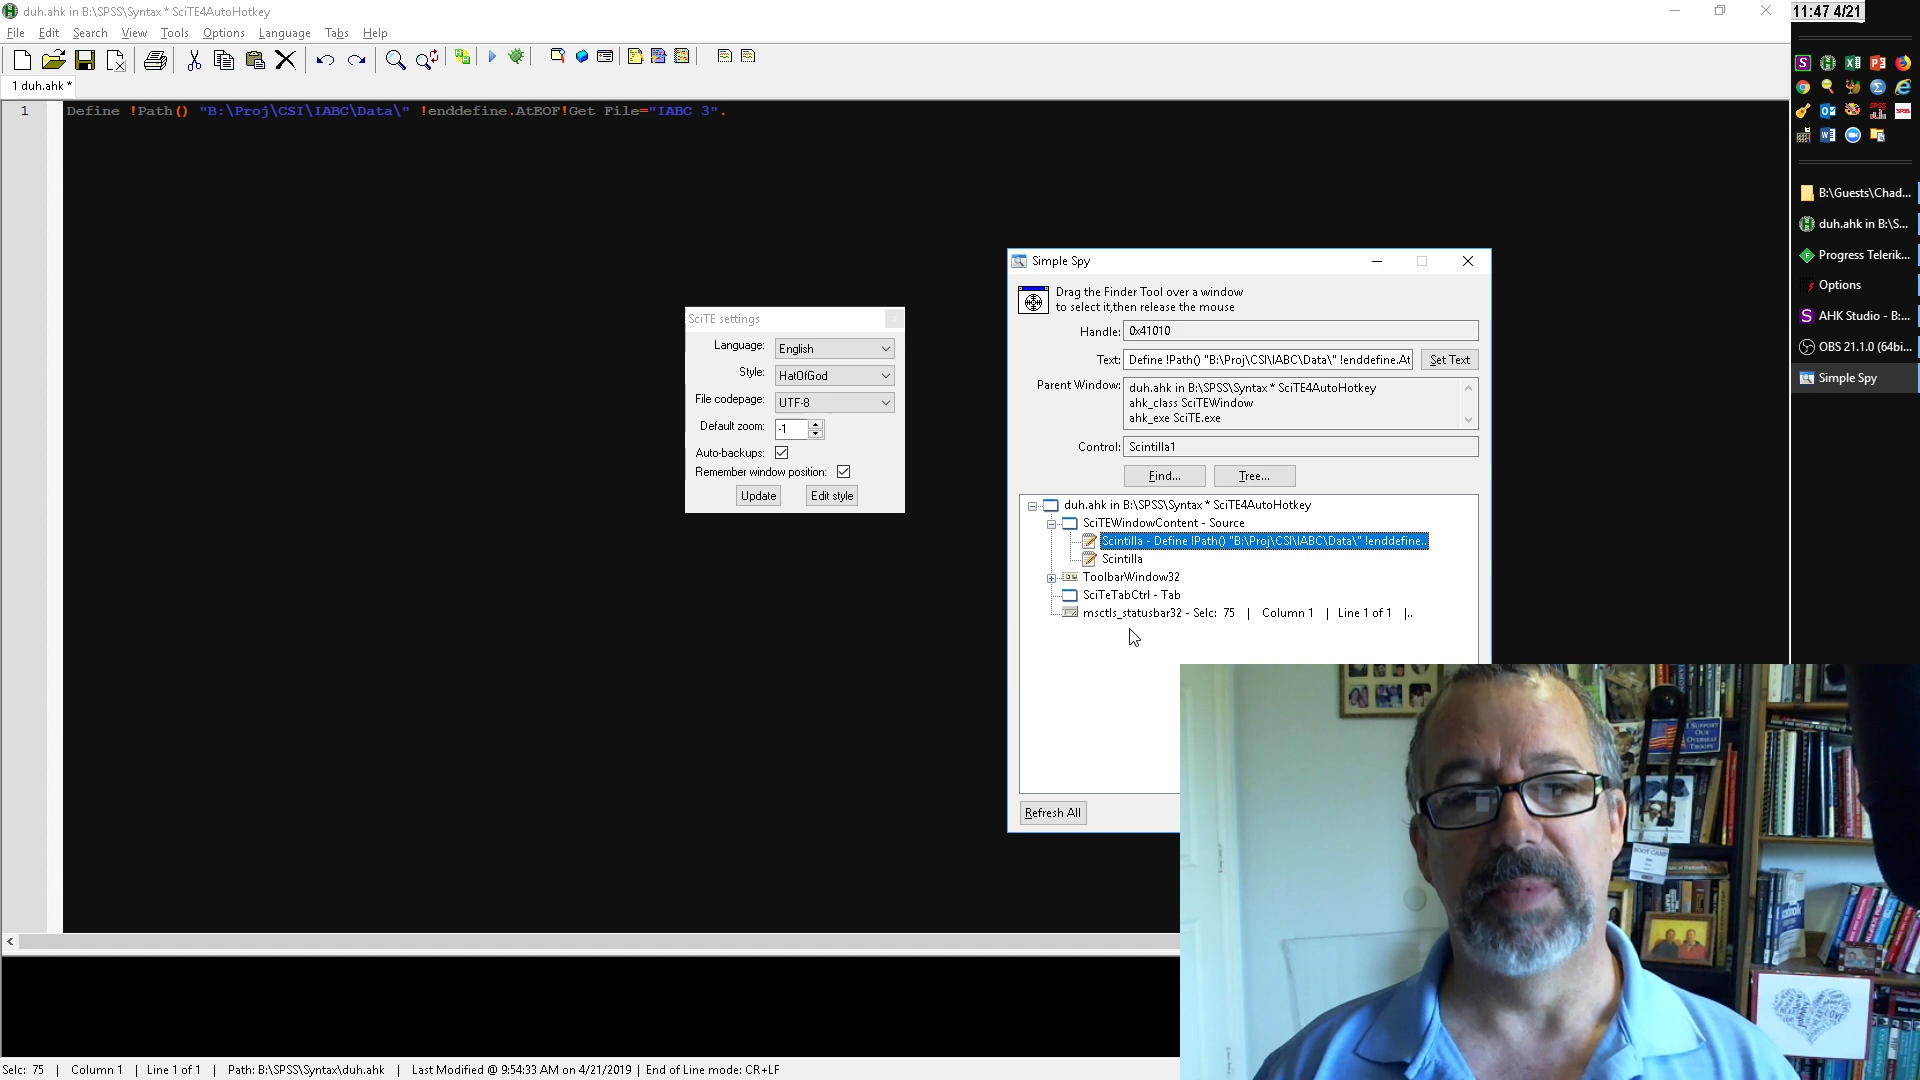 duh.ahk in B:\SPSS\Syntax * SciTE4AutoHotkey
File Edit Search View Tools Options Language Tabs Help
1 duh.ahk *
1 Define !Path() "B:\Proj\CSI\IABC\Data\" !enddefine.AtEOF!Get File="IABC 3".
SciTE settings
Language: English
Style: HatOfGod
File codepage: UTF-8
Default zoom: -1
Auto-backups:
Remember window position:
Update Edit style
Simple Spy
Drag the Finder Tool over a window
to select it,then release the mouse
Handle: 0x41010
Text: Define !Path() "B:\Proj\CSI\IABC\Data\" !enddefine.At Set Text
Parent Window: duh.ahk in B:\SPSS\Syntax * SciTE4AutoHotkey
ahk_class SciTEWindow
ahk_exe SciTE.exe
Control: Scintilla1
Find... Tree...
duh.ahk in B:\SPSS\Syntax * SciTE4AutoHotkey
SciTEWindowContent - Source
Scintilla - Define !Path() "B:\Proj\CSI\IABC\Data\" !enddefine..
Scintilla
ToolbarWindow32
SciTeTabCtrl - Tab
msctls_statusbar32 - Selc: 75 | Column 1 | Line 1 of 1 |..
Refresh All
11:47 4/21
B:\Guests\Chad...
duh.ahk in B:\S...
Progress Telerik...
Options
AHK Studio - B:...
OBS 21.1.0 (64bi...
Simple Spy
I SUPPORT
OUR
OVERSEAS
TROOPS
BOOT CAMP
Selc: 75 | Column 1 | Line 1 of 1 | Path: B:\SPSS\Syntax\duh.ahk | Last Modified @ 9:54:33 AM on 4/21/2019 | End of Line mode: CR+LF